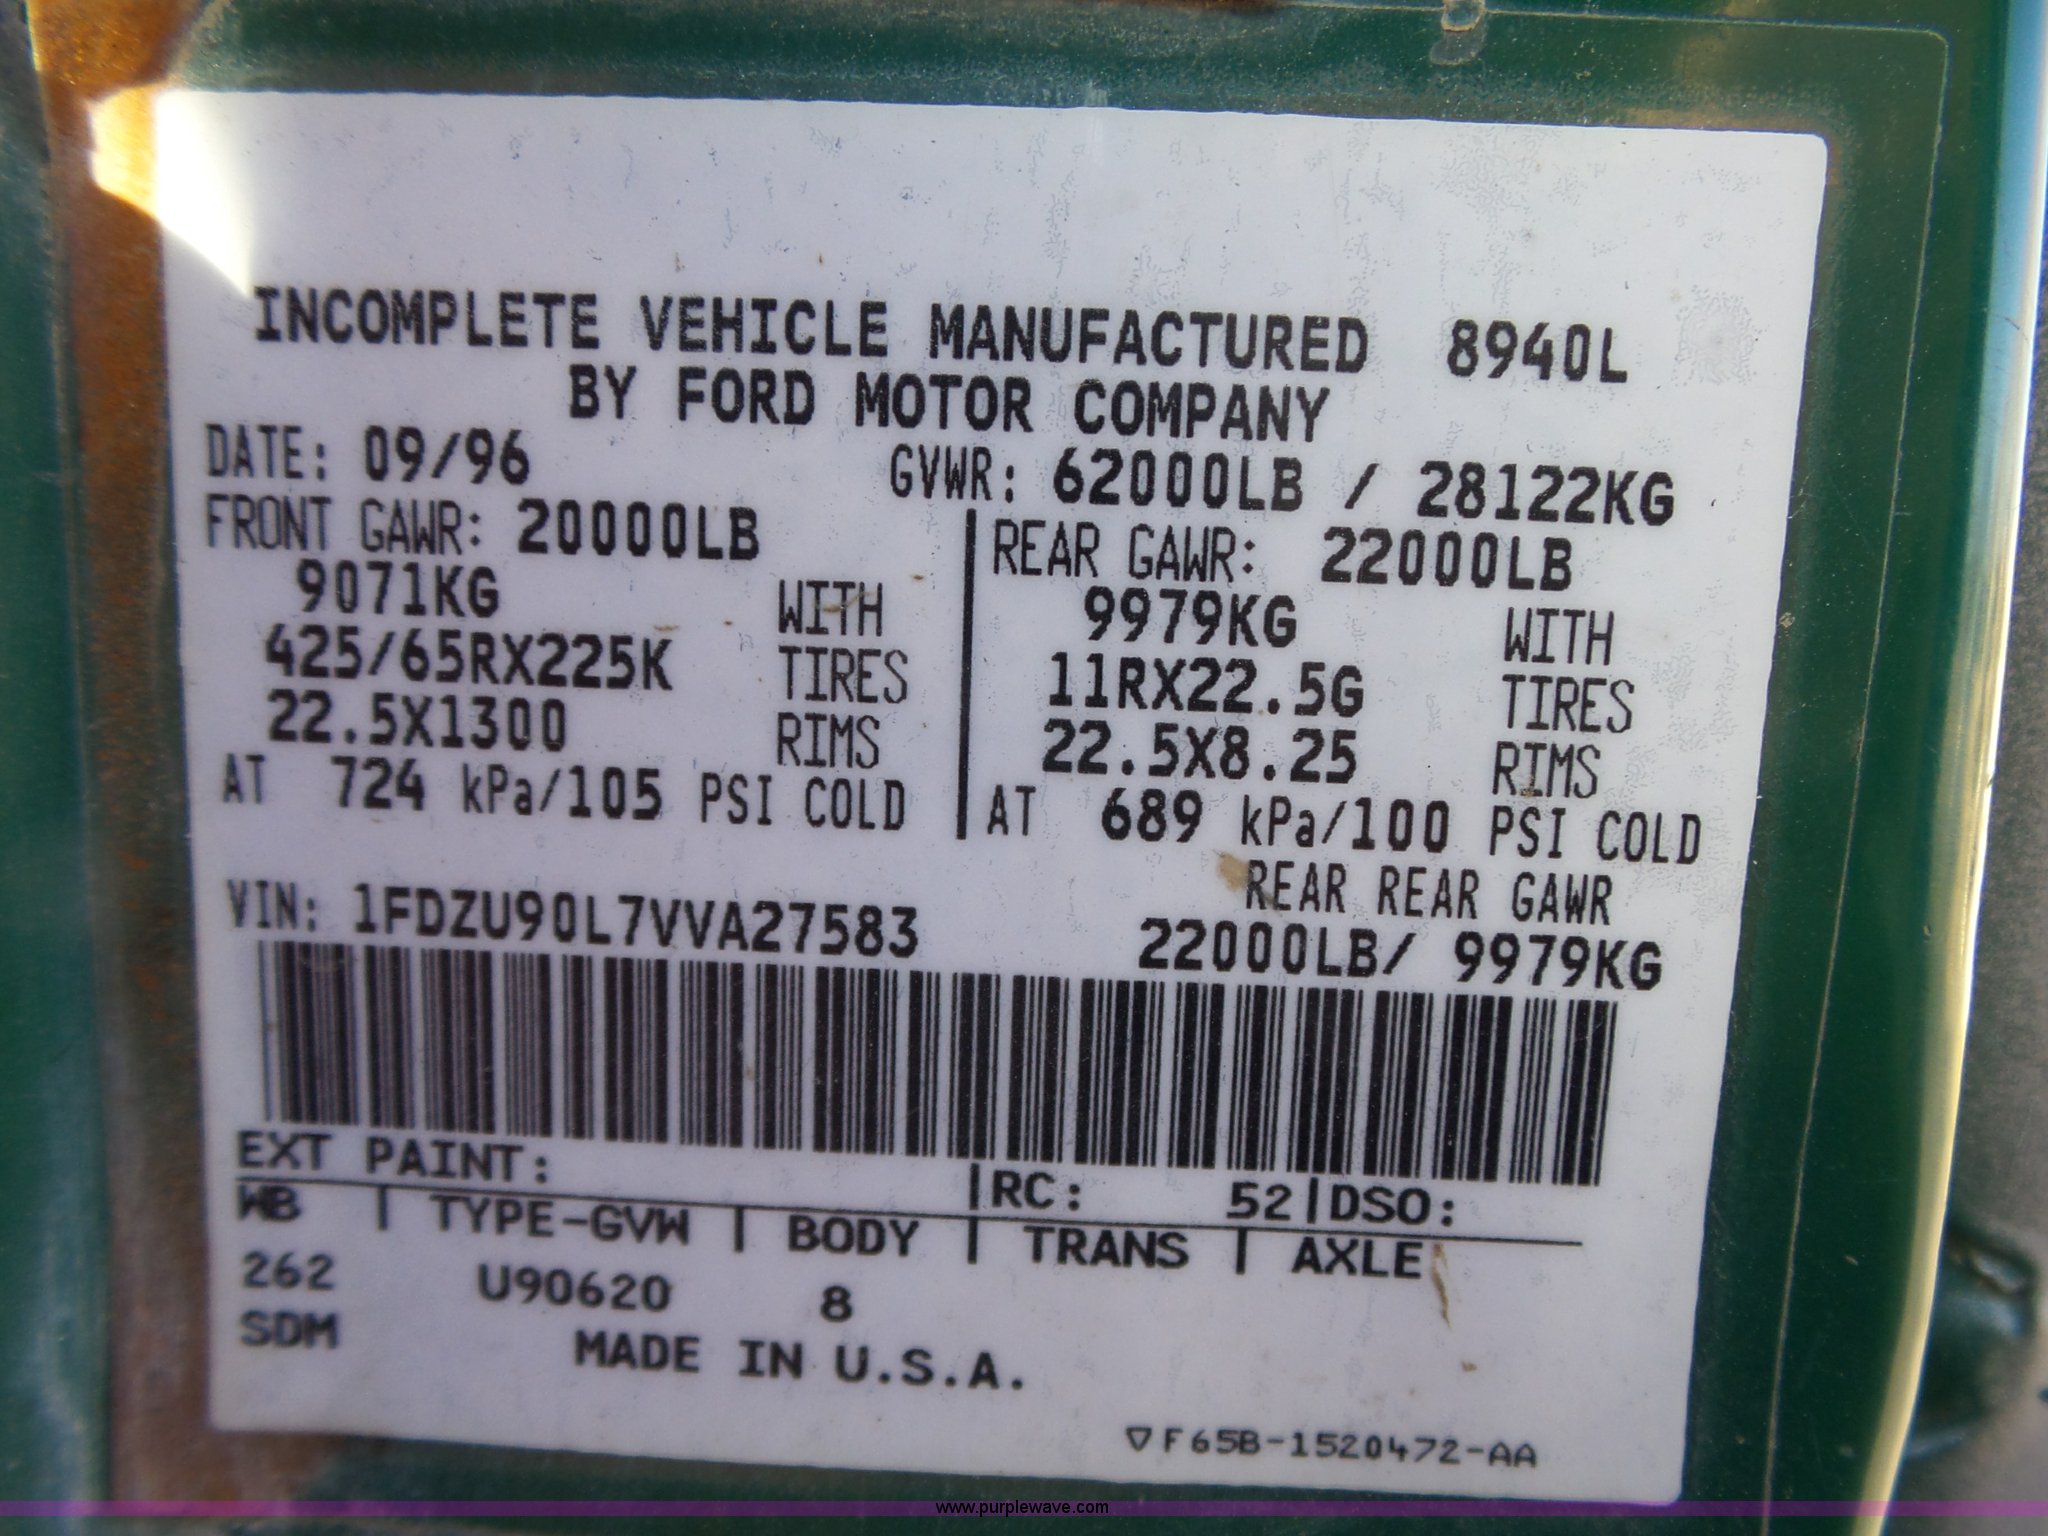 INCOMPLETE VEHICLE MANUFACTURED 8940L
BY FORD MOTOR COMPANY
DATE: 09/96 GVWR: 62000LB / 28122KG
FRONT GAWR: 20000LB REAR GAWR: 22000LB
9071KG WITH 9979KG WITH
425/65RX225K TIRES 11RX22.5G TIRES
22.5X1300 RIMS 22.5X8.25 RIMS
AT 724 kPa/105 PSI COLD AT 689 kPa/100 PSI COLD
REAR REAR GAWR
VIN: 1FDZU90L7VVA27583 22000LB/ 9979KG
EXT PAINT: |RC: 52|DSO:
WB | TYPE-GVW | BODY | TRANS | AXLE
262 U90620 8
SDM
MADE IN U.S.A.
▽F65B-1520472-AA
www.purplewave.com